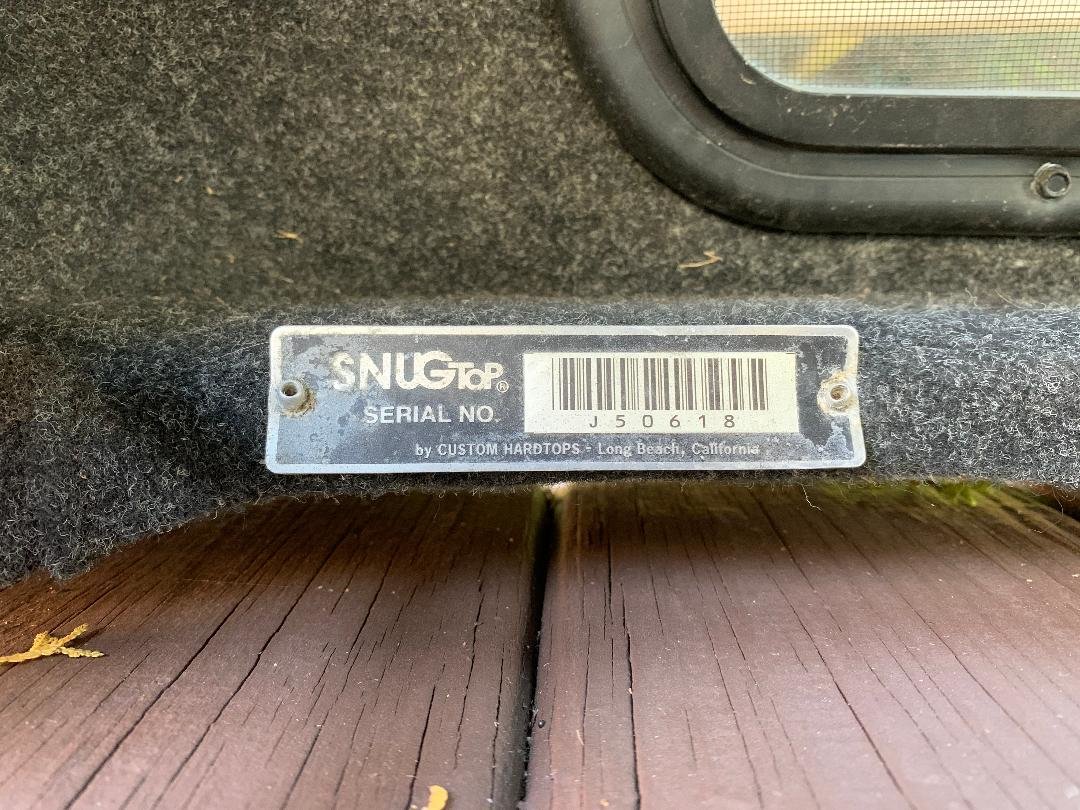 SNUGTOP®
SERIAL NO.
J50618
by CUSTOM HARDTOPS - Long Beach, California